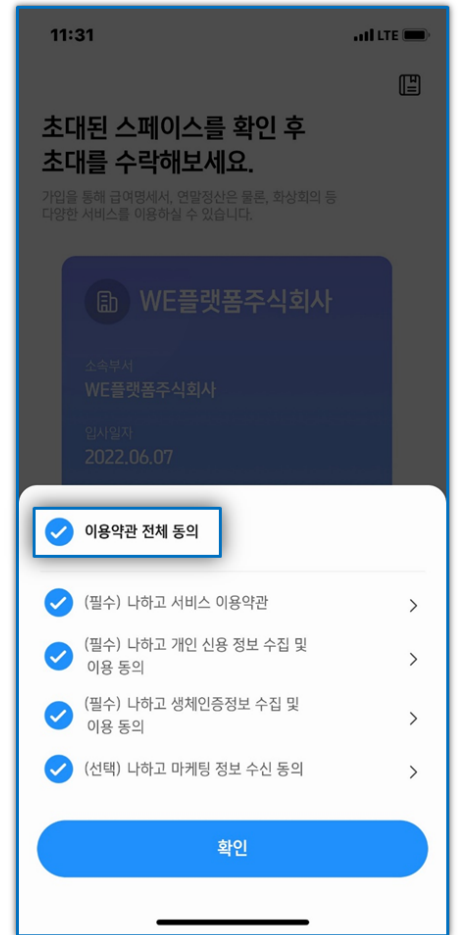 11:31
LTE
초대된 스페이스를 확인 후
초대를 수락해보세요.
가입을 통해 급여명세서, 연말정산은 물론, 화상회의 등
다양한 서비스를 이용하실 수 있습니다.
WE플랫폼주식회사
소속부서
WE플랫폼주식회사
입사일자
2022.06.07
이용약관 전체 동의
(필수) 나하고 서비스 이용약관
(필수) 나하고 개인 신용 정보 수집 및
이용 동의
(필수) 나하고 생체인증정보 수집 및
이용 동의
(선택) 나하고 마케팅 정보 수신 동의
확인